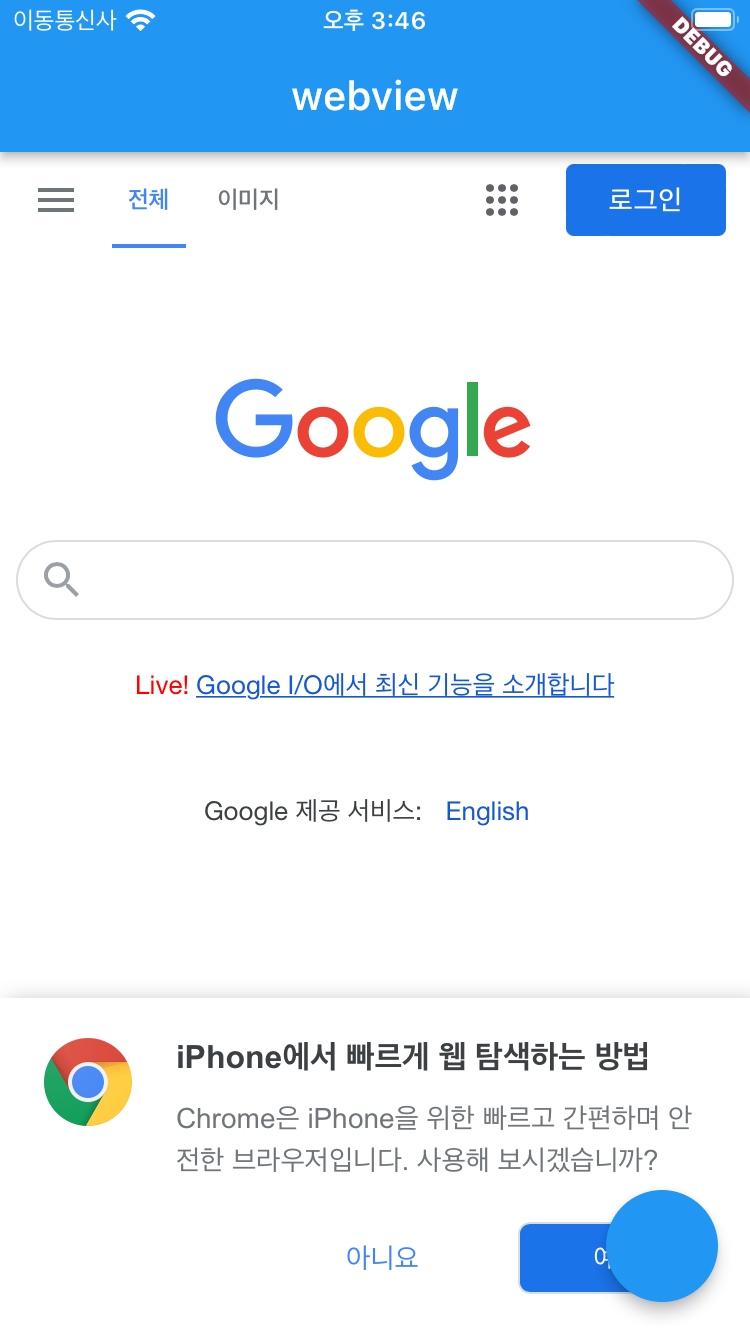 이동통신사 오후 3:46
DEBUG
webview
전체 이미지 로그인
Google
Live! Google I/O에서 최신 기능을 소개합니다
Google 제공 서비스: English
iPhone에서 빠르게 웹 탐색하는 방법
Chrome은 iPhone을 위한 빠르고 간편하며 안
전한 브라우저입니다. 사용해 보시겠습니까?
아니요